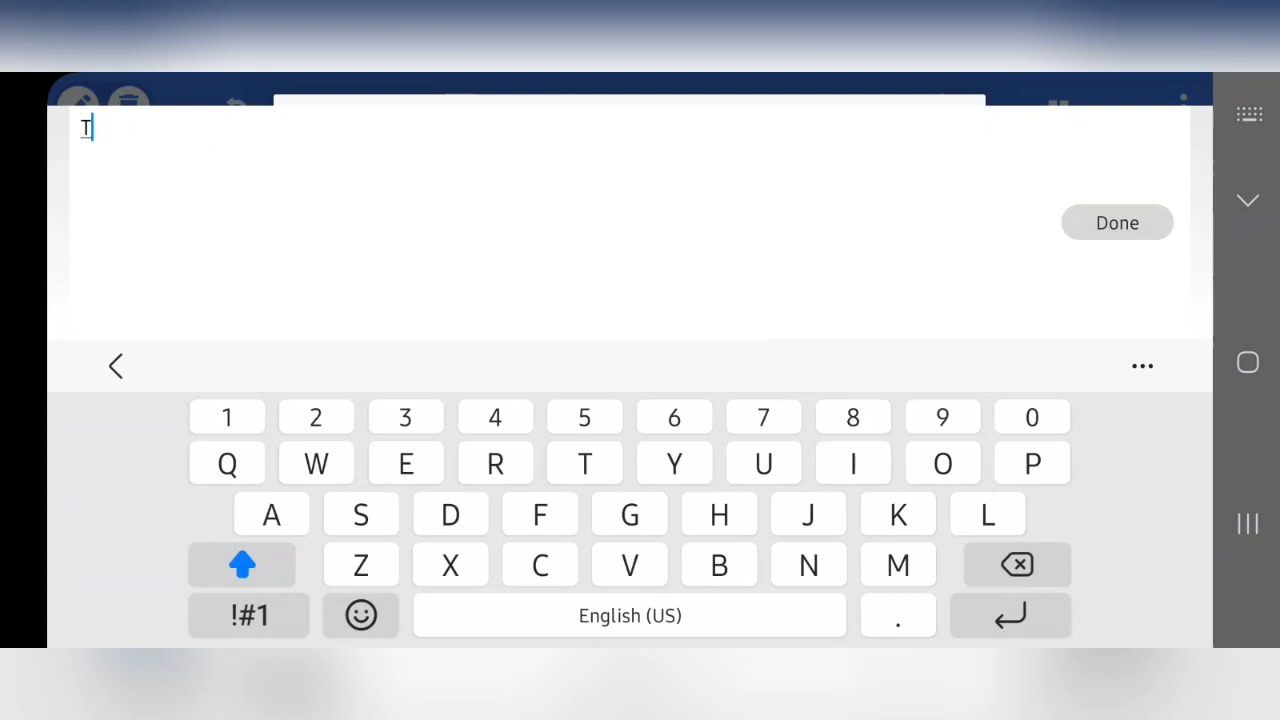 T
Done
1 2 3 4 5 6 7 8 9 0
Q W E R T Y U I O P
A S D F G H J K L
Z X C V B N M
!#1 English (US) .